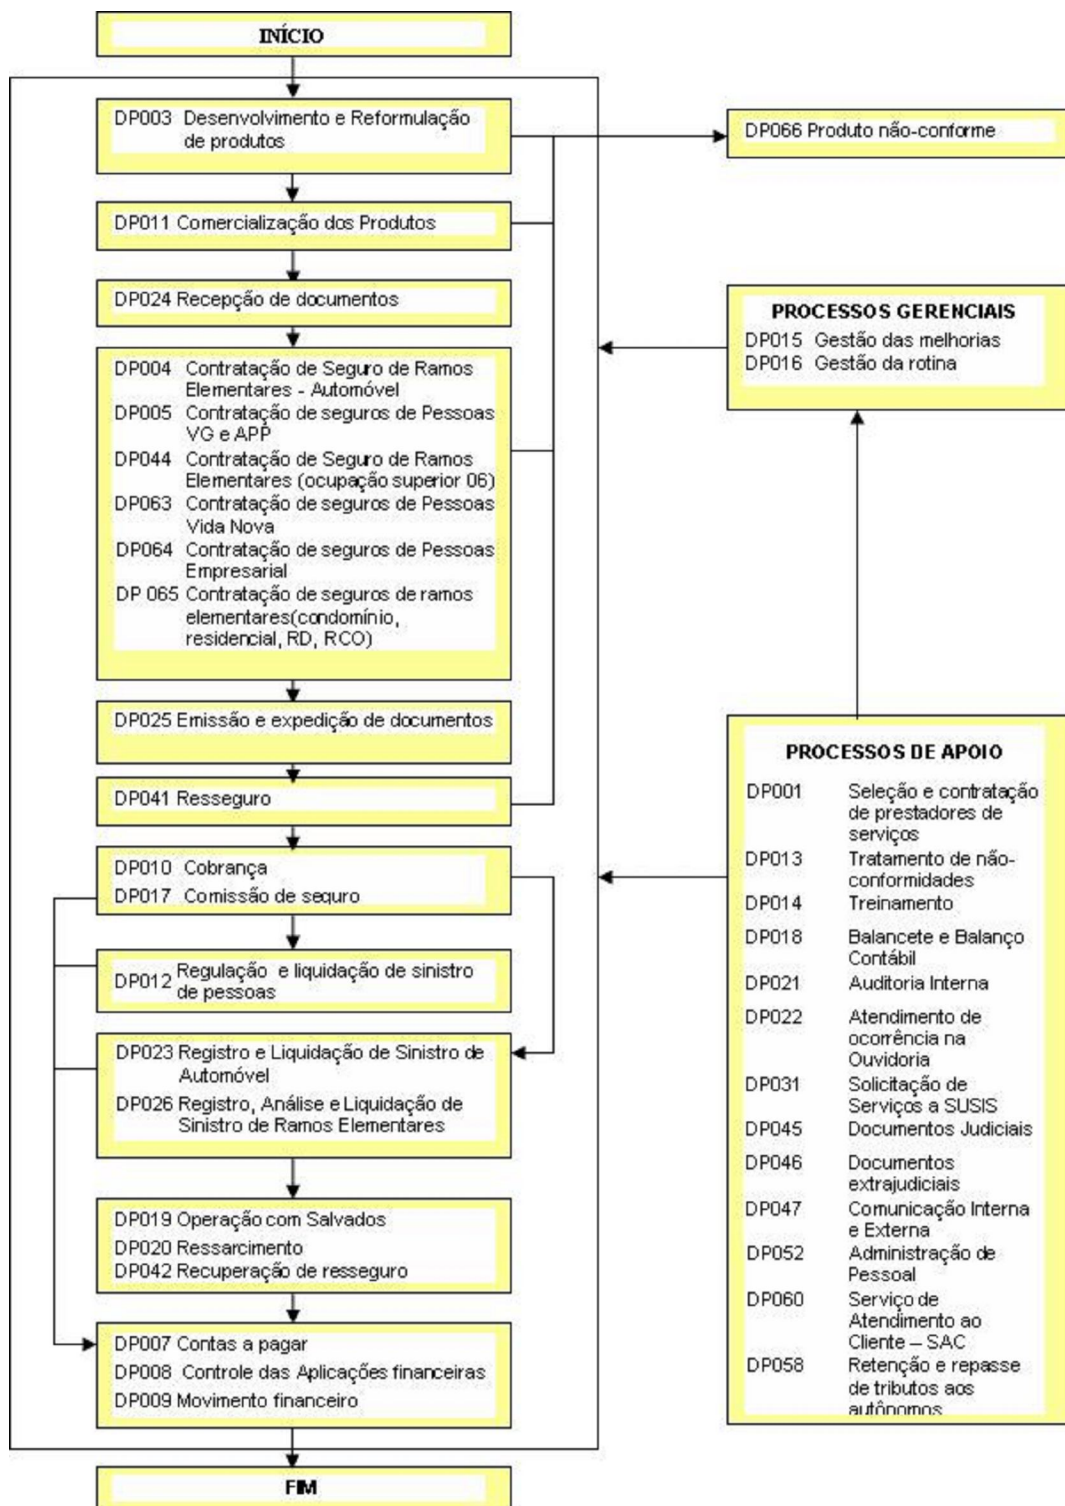 INÍCIO
DP003 Desenvolvimento e Reformulação
de produtos
DP066 Produto não-conforme
DP011 Comercialização dos Produtos
DP024 Recepção de documentos
PROCESSOS GERENCIAIS
DP015 Gestão das melhorias
DP016 Gestão da rotina
DP004 Contratação de Seguro de Ramos
Elementares - Automóvel
DP005 Contratação de seguros de Pessoas
VG e APP
DP044 Contratação de Seguro de Ramos
Elementares (ocupação superior 06)
DP063 Contratação de seguros de Pessoas
Vida Nova
DP064 Contratação de seguros de Pessoas
Empresarial
DP 065 Contratação de seguros de ramos
elementares(condomínio,
residencial, RD, RCO)
DP025 Emissão e expedição de documentos
DP041 Resseguro
DP010 Cobrança
DP017 Comissão de seguro
DP012 Regulação e liquidação de sinistro
de pessoas
DP023 Registro e Liquidação de Sinistro de
Automóvel
DP026 Registro, Análise e Liquidação de
Sinistro de Ramos Elementares
DP019 Operação com Salvados
DP020 Ressarcimento
DP042 Recuperação de resseguro
DP007 Contas a pagar
DP008 Controle das Aplicações financeiras
DP009 Movimento financeiro
FIM
PROCESSOS DE APOIO
DP001 Seleção e contratação
de prestadores de
serviços
DP013 Tratamento de não-
conformidades
DP014 Treinamento
DP018 Balancete e Balanço
Contábil
DP021 Auditoria Interna
DP022 Atendimento de
ocorrência na
Ouvidoria
DP031 Solicitação de
Serviços a SUSIS
DP045 Documentos Judiciais
DP046 Documentos
extrajudiciais
DP047 Comunicação Interna
e Externa
DP052 Administração de
Pessoal
DP060 Serviço de
Atendimento ao
Cliente – SAC
DP058 Retenção e repasse
de tributos aos
autônomos